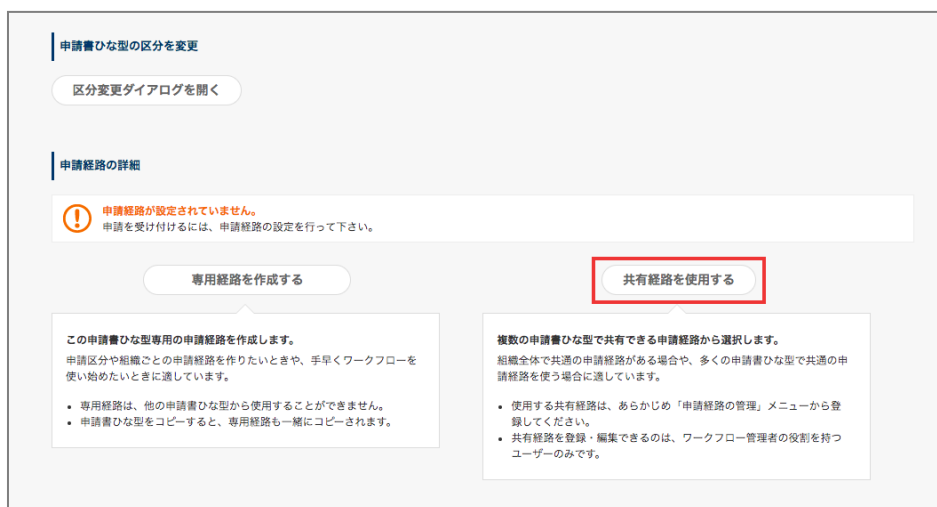 申請書ひな型の区分を変更
区分変更ダイアログを開く
申請経路の詳細
申請経路が設定されていません。
申請を受け付けるには、申請経路の設定を行って下さい。
専用経路を作成する
この申請書ひな型専用の申請経路を作成します。
申請区分や組織ごとの申請経路を作りたいときや、手早くワークフローを
使い始めたいときに適しています。
• 専用経路は、他の申請書ひな型から使用することができません。
• 申請書ひな型をコピーすると、専用経路も一緒にコピーされます。
共有経路を使用する
複数の申請書ひな型で共有できる申請経路から選択します。
組織全体で共通の申請経路がある場合や、多くの申請書ひな型で共通の申
請経路を使う場合に適しています。
• 使用する共有経路は、あらかじめ「申請経路の管理」メニューから登
録してください。
• 共有経路を登録・編集できるのは、ワークフロー管理者の役割を持つ
ユーザーのみです。